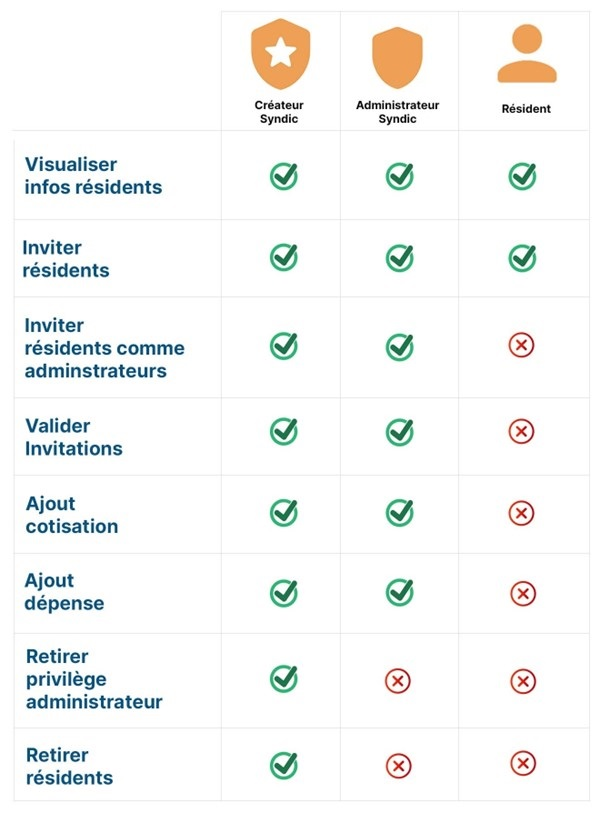 Créateur
Syndic
Administrateur
Syndic
Résident
Visualiser
infos résidents
Inviter
résidents
Inviter
résidents comme
adminstrateurs
Valider
Invitations
Ajout
cotisation
Ajout
dépense
Retirer
privilège
administrateur
Retirer
résidents